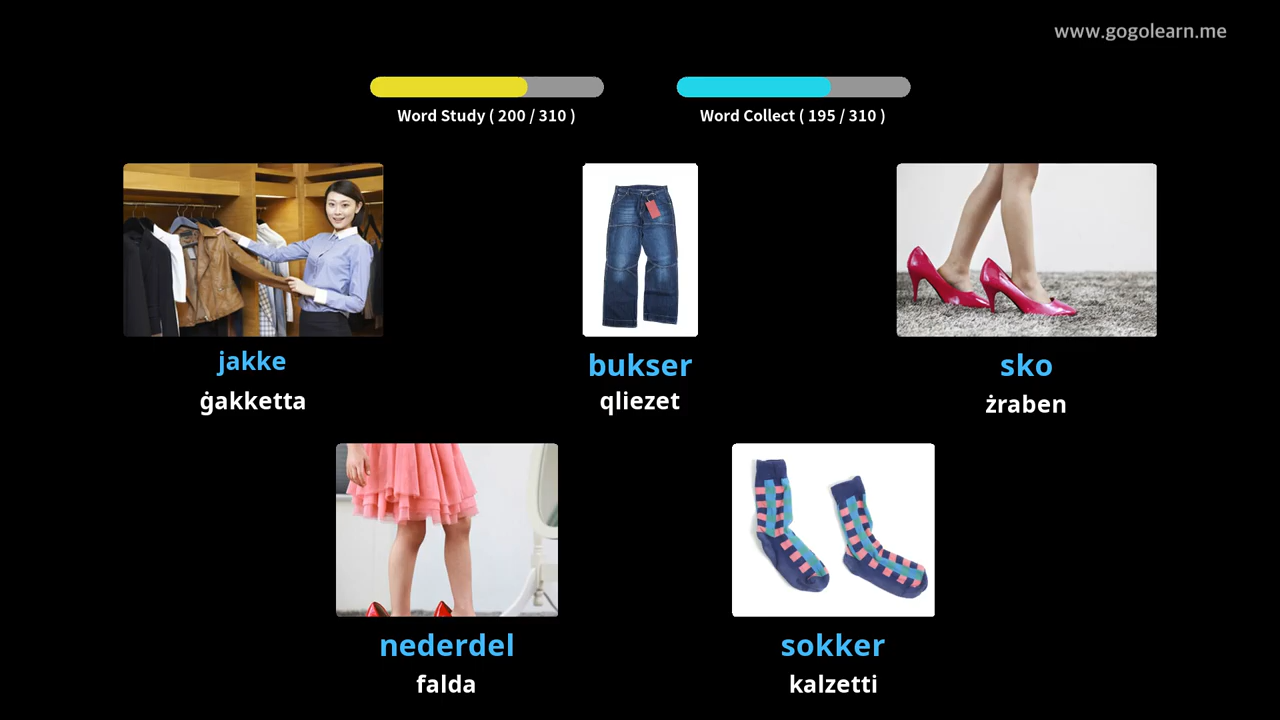 www.gogolearn.me
Word Study ( 200 / 310 )
Word Collect ( 195 / 310 )
jakke
bukser
sko
ġakketta
qliezet
żraben
nederdel
sokker
falda
kalzetti